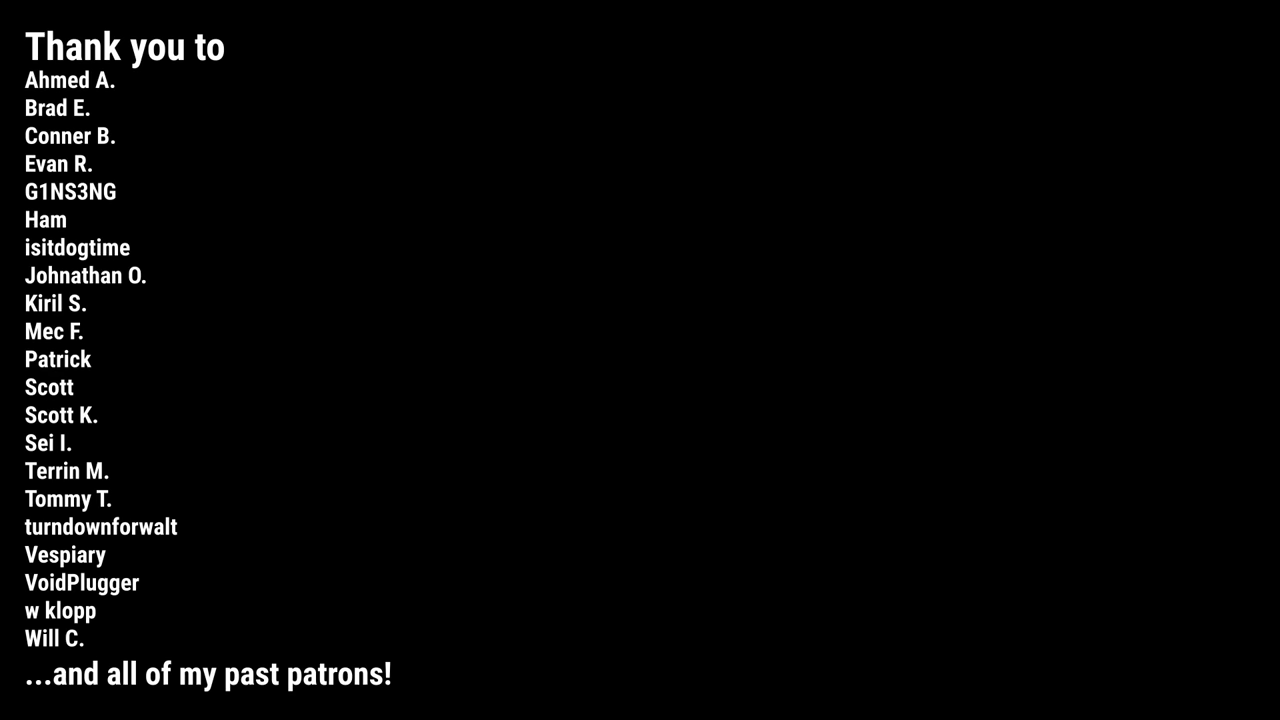 Thank you to
Ahmed A.
Brad E.
Conner B.
Evan R.
G1NS3NG
Ham
isitdogtime
Johnathan O.
Kiril S.
Mec F.
Patrick
Scott
Scott K.
Sei I.
Terrin M.
Tommy T.
turndownforwalt
Vespiary
VoidPlugger
w klopp
Will C.
...and all of my past patrons!